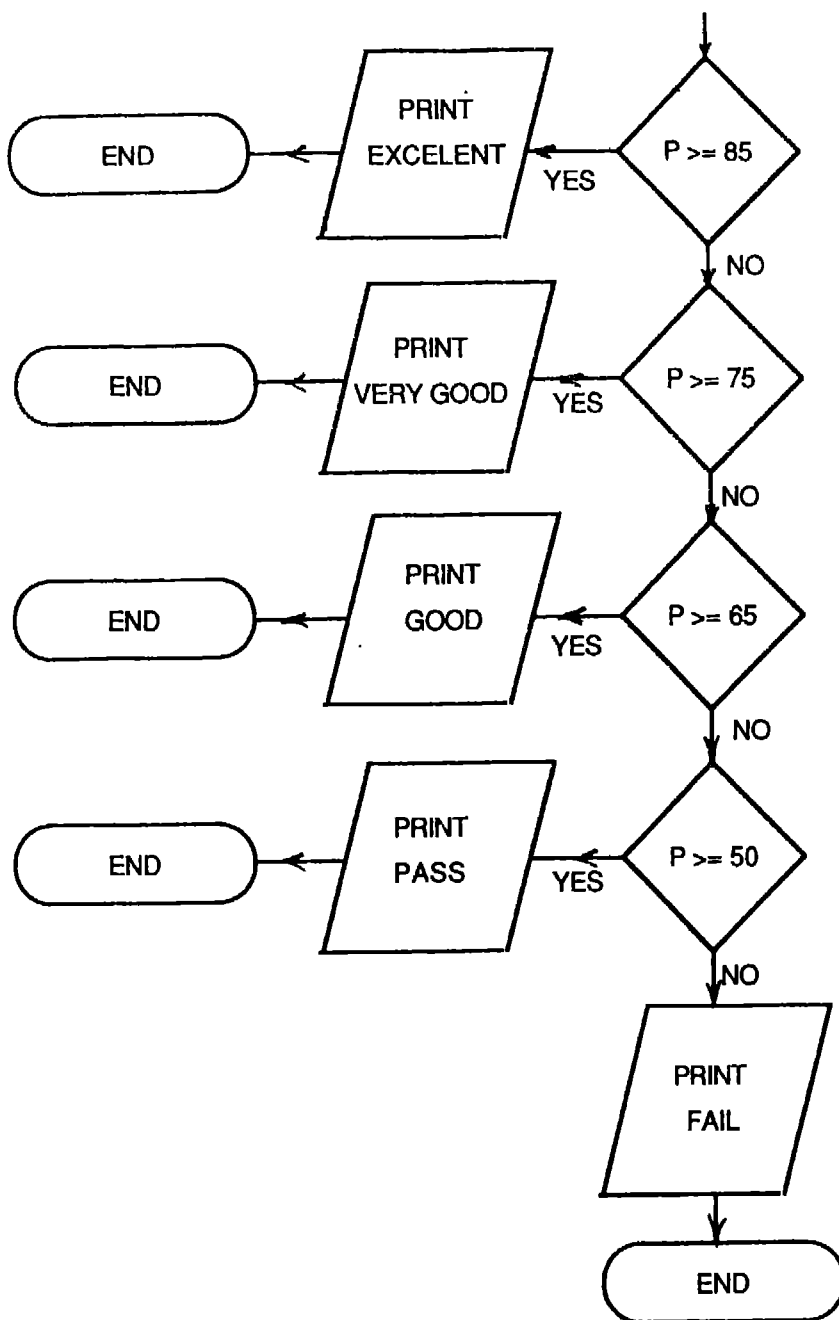 PRINT
EXCELENT
END
P >= 85
YES
NO
PRINT
VERY GOOD
END
P >= 75
YES
NO
PRINT
GOOD
END
P >= 65
YES
NO
PRINT
PASS
END
P >= 50
YES
NO
PRINT
FAIL
END